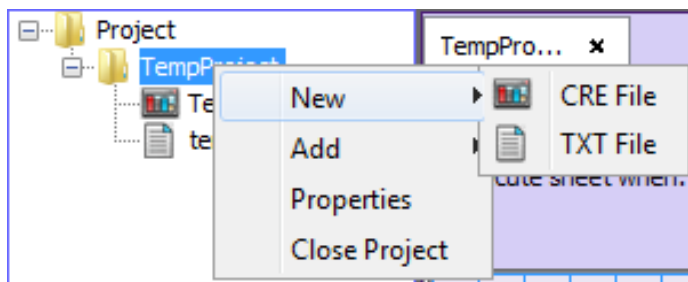 Project
TempProject
TempPro...
Te
te
New
Add
Properties
Close Project
CRE File
TXT File
cute sheet when.